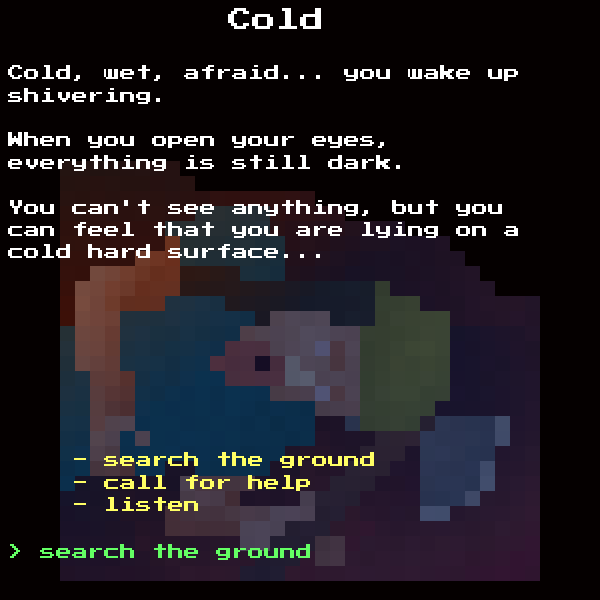 Cold
Cold, wet, afraid... you wake up
shivering.
When you open your eyes,
everything is still dark.
You can't see anything, but you
can feel that you are lying on a
cold hard surface...
- search the ground
- call for help
- listen
> search the ground